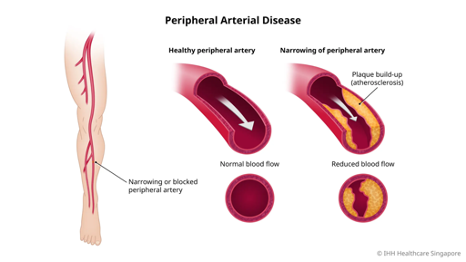 Peripheral Arterial Disease
Healthy peripheral artery
Narrowing of peripheral artery
Plaque build-up
(atherosclerosis)
Normal blood flow
Reduced blood flow
Narrowing or blocked
peripheral artery
© IHH Healthcare Singapore